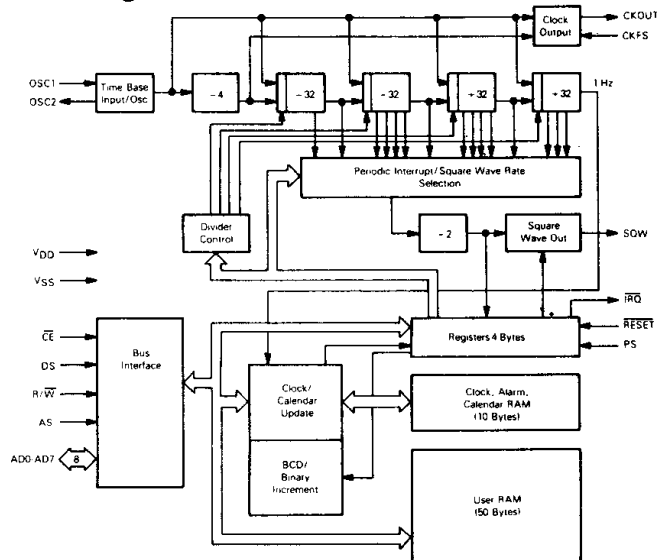 Clock
Output
CKOUT
CKFS
OSC1
OSC2
Time Base
Input/Osc
÷4
÷32
÷32
÷32
÷32
1 Hz
Periodic Interrupt/Square Wave Rate
Selection
Divider
Control
÷2
Square
Wave Out
SQW
VDD
VSS
IRQ
Registers 4 Bytes
RESET
PS
CE
DS
R/W
AS
AD0-AD7
8
Bus
Interface
Clock/
Calendar
Update
Clock, Alarm,
Calendar RAM
(10 Bytes)
BCD/
Binary
Increment
User RAM
(50 Bytes)